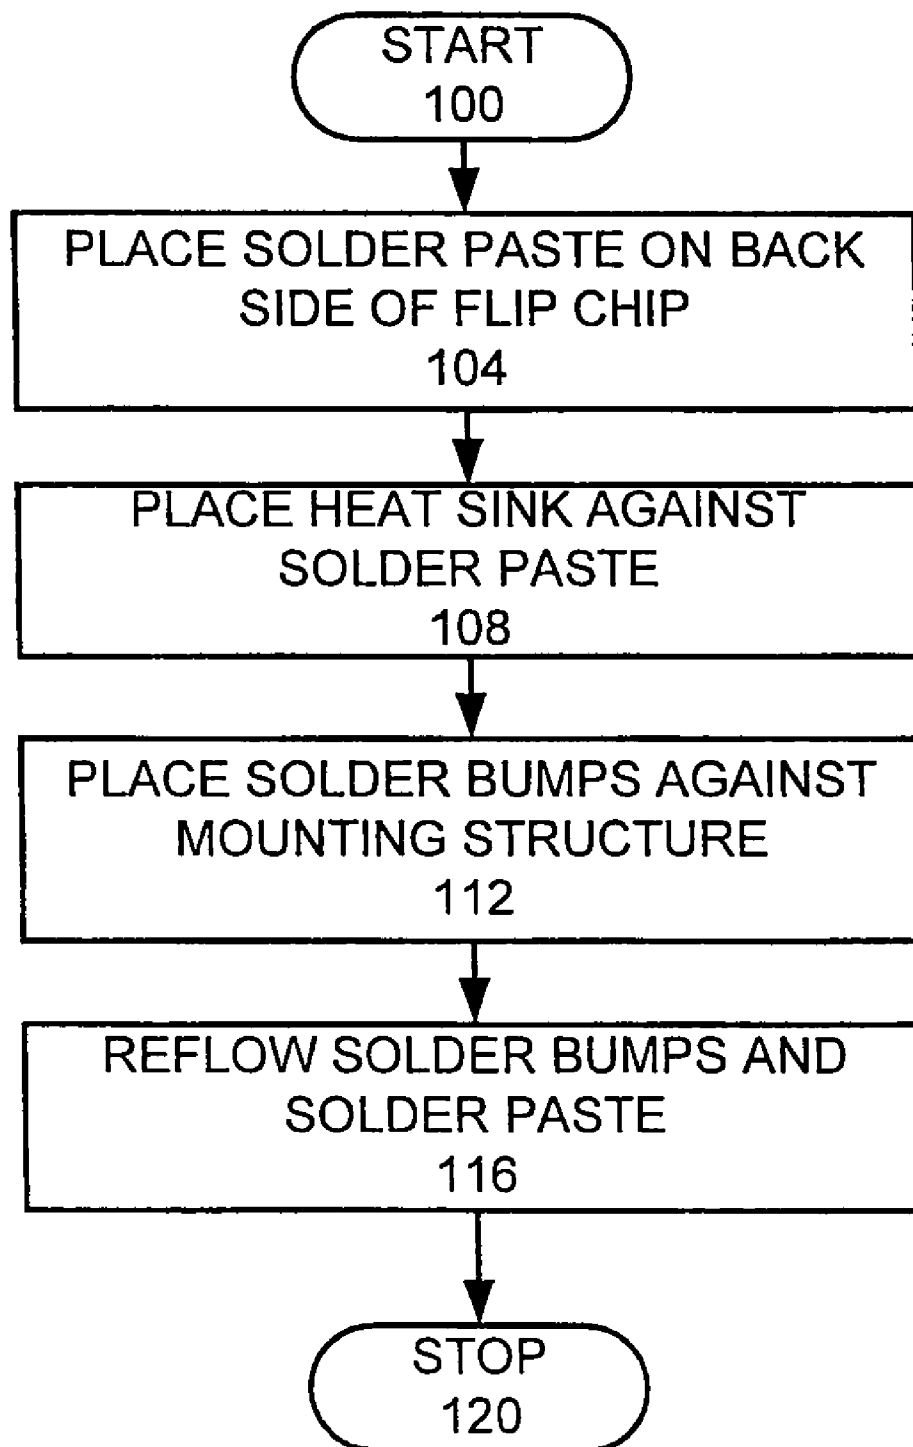 START
100
PLACE SOLDER PASTE ON BACK
SIDE OF FLIP CHIP
104
PLACE HEAT SINK AGAINST
SOLDER PASTE
108
PLACE SOLDER BUMPS AGAINST
MOUNTING STRUCTURE
112
REFLOW SOLDER BUMPS AND
SOLDER PASTE
116
STOP
120